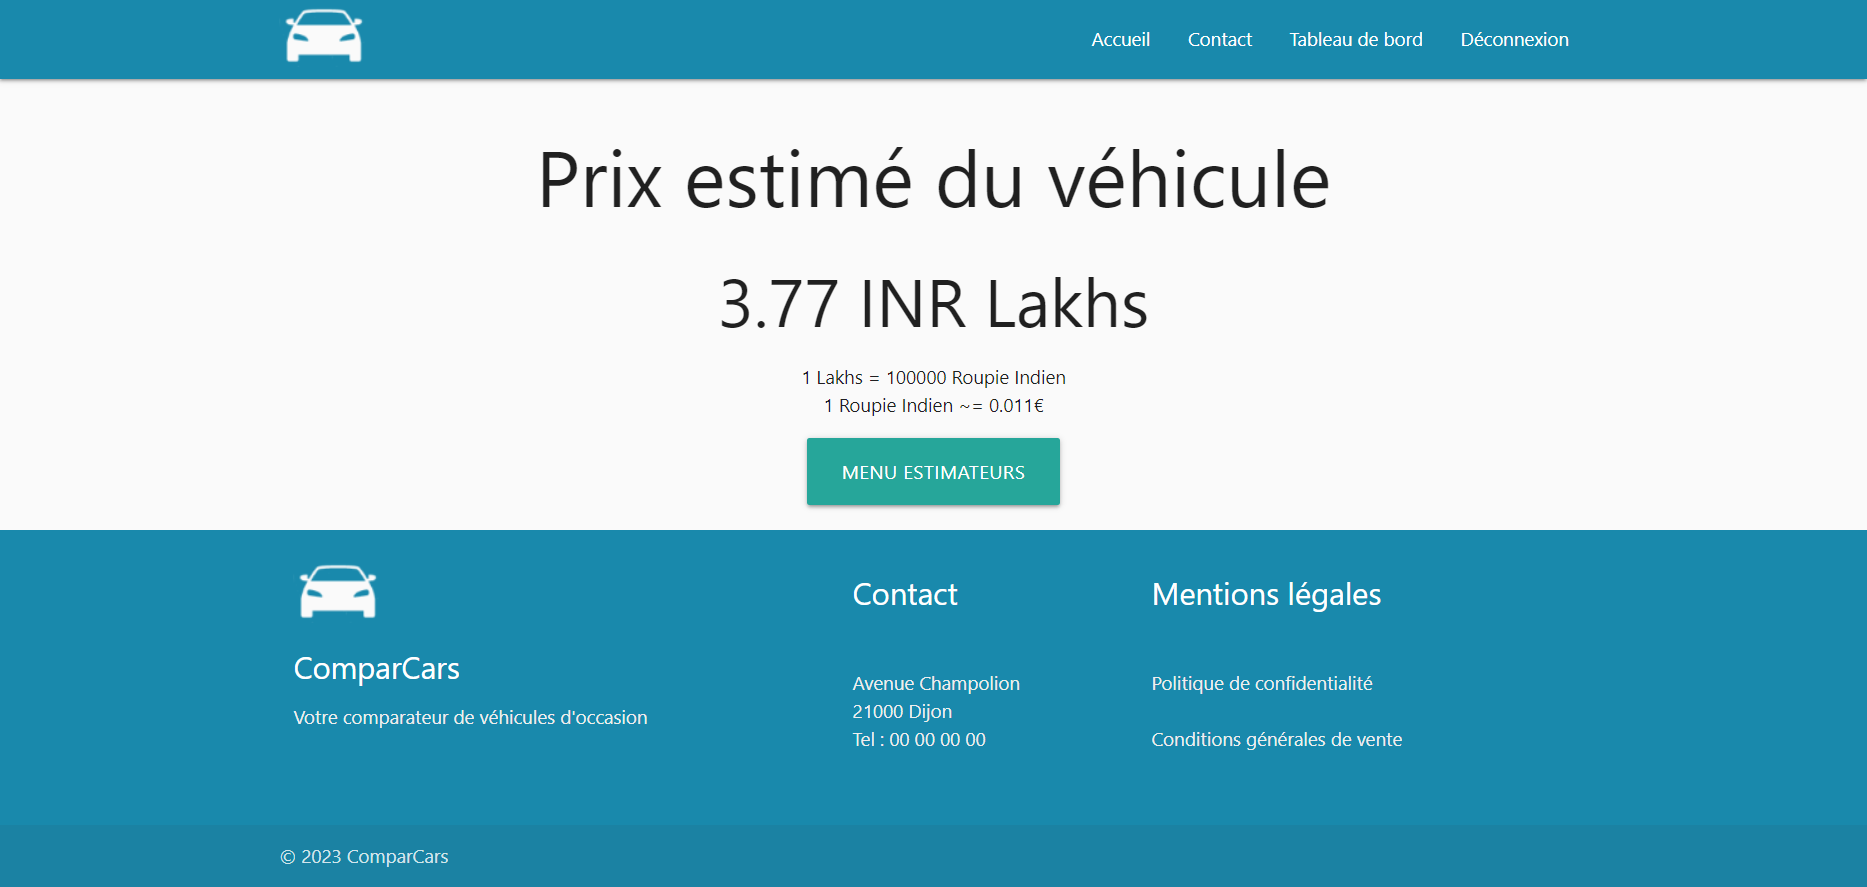 Accueil Contact Tableau de bord Déconnexion
Prix estimé du véhicule
3.77 INR Lakhs
1 Lakhs = 100000 Roupie Indien
1 Roupie Indien ~= 0.011€
MENU ESTIMATEURS
ComparCars
Votre comparateur de véhicules d'occasion
Contact
Avenue Champolion
21000 Dijon
Tel : 00 00 00 00
Mentions légales
Politique de confidentialité
Conditions générales de vente
© 2023 ComparCars